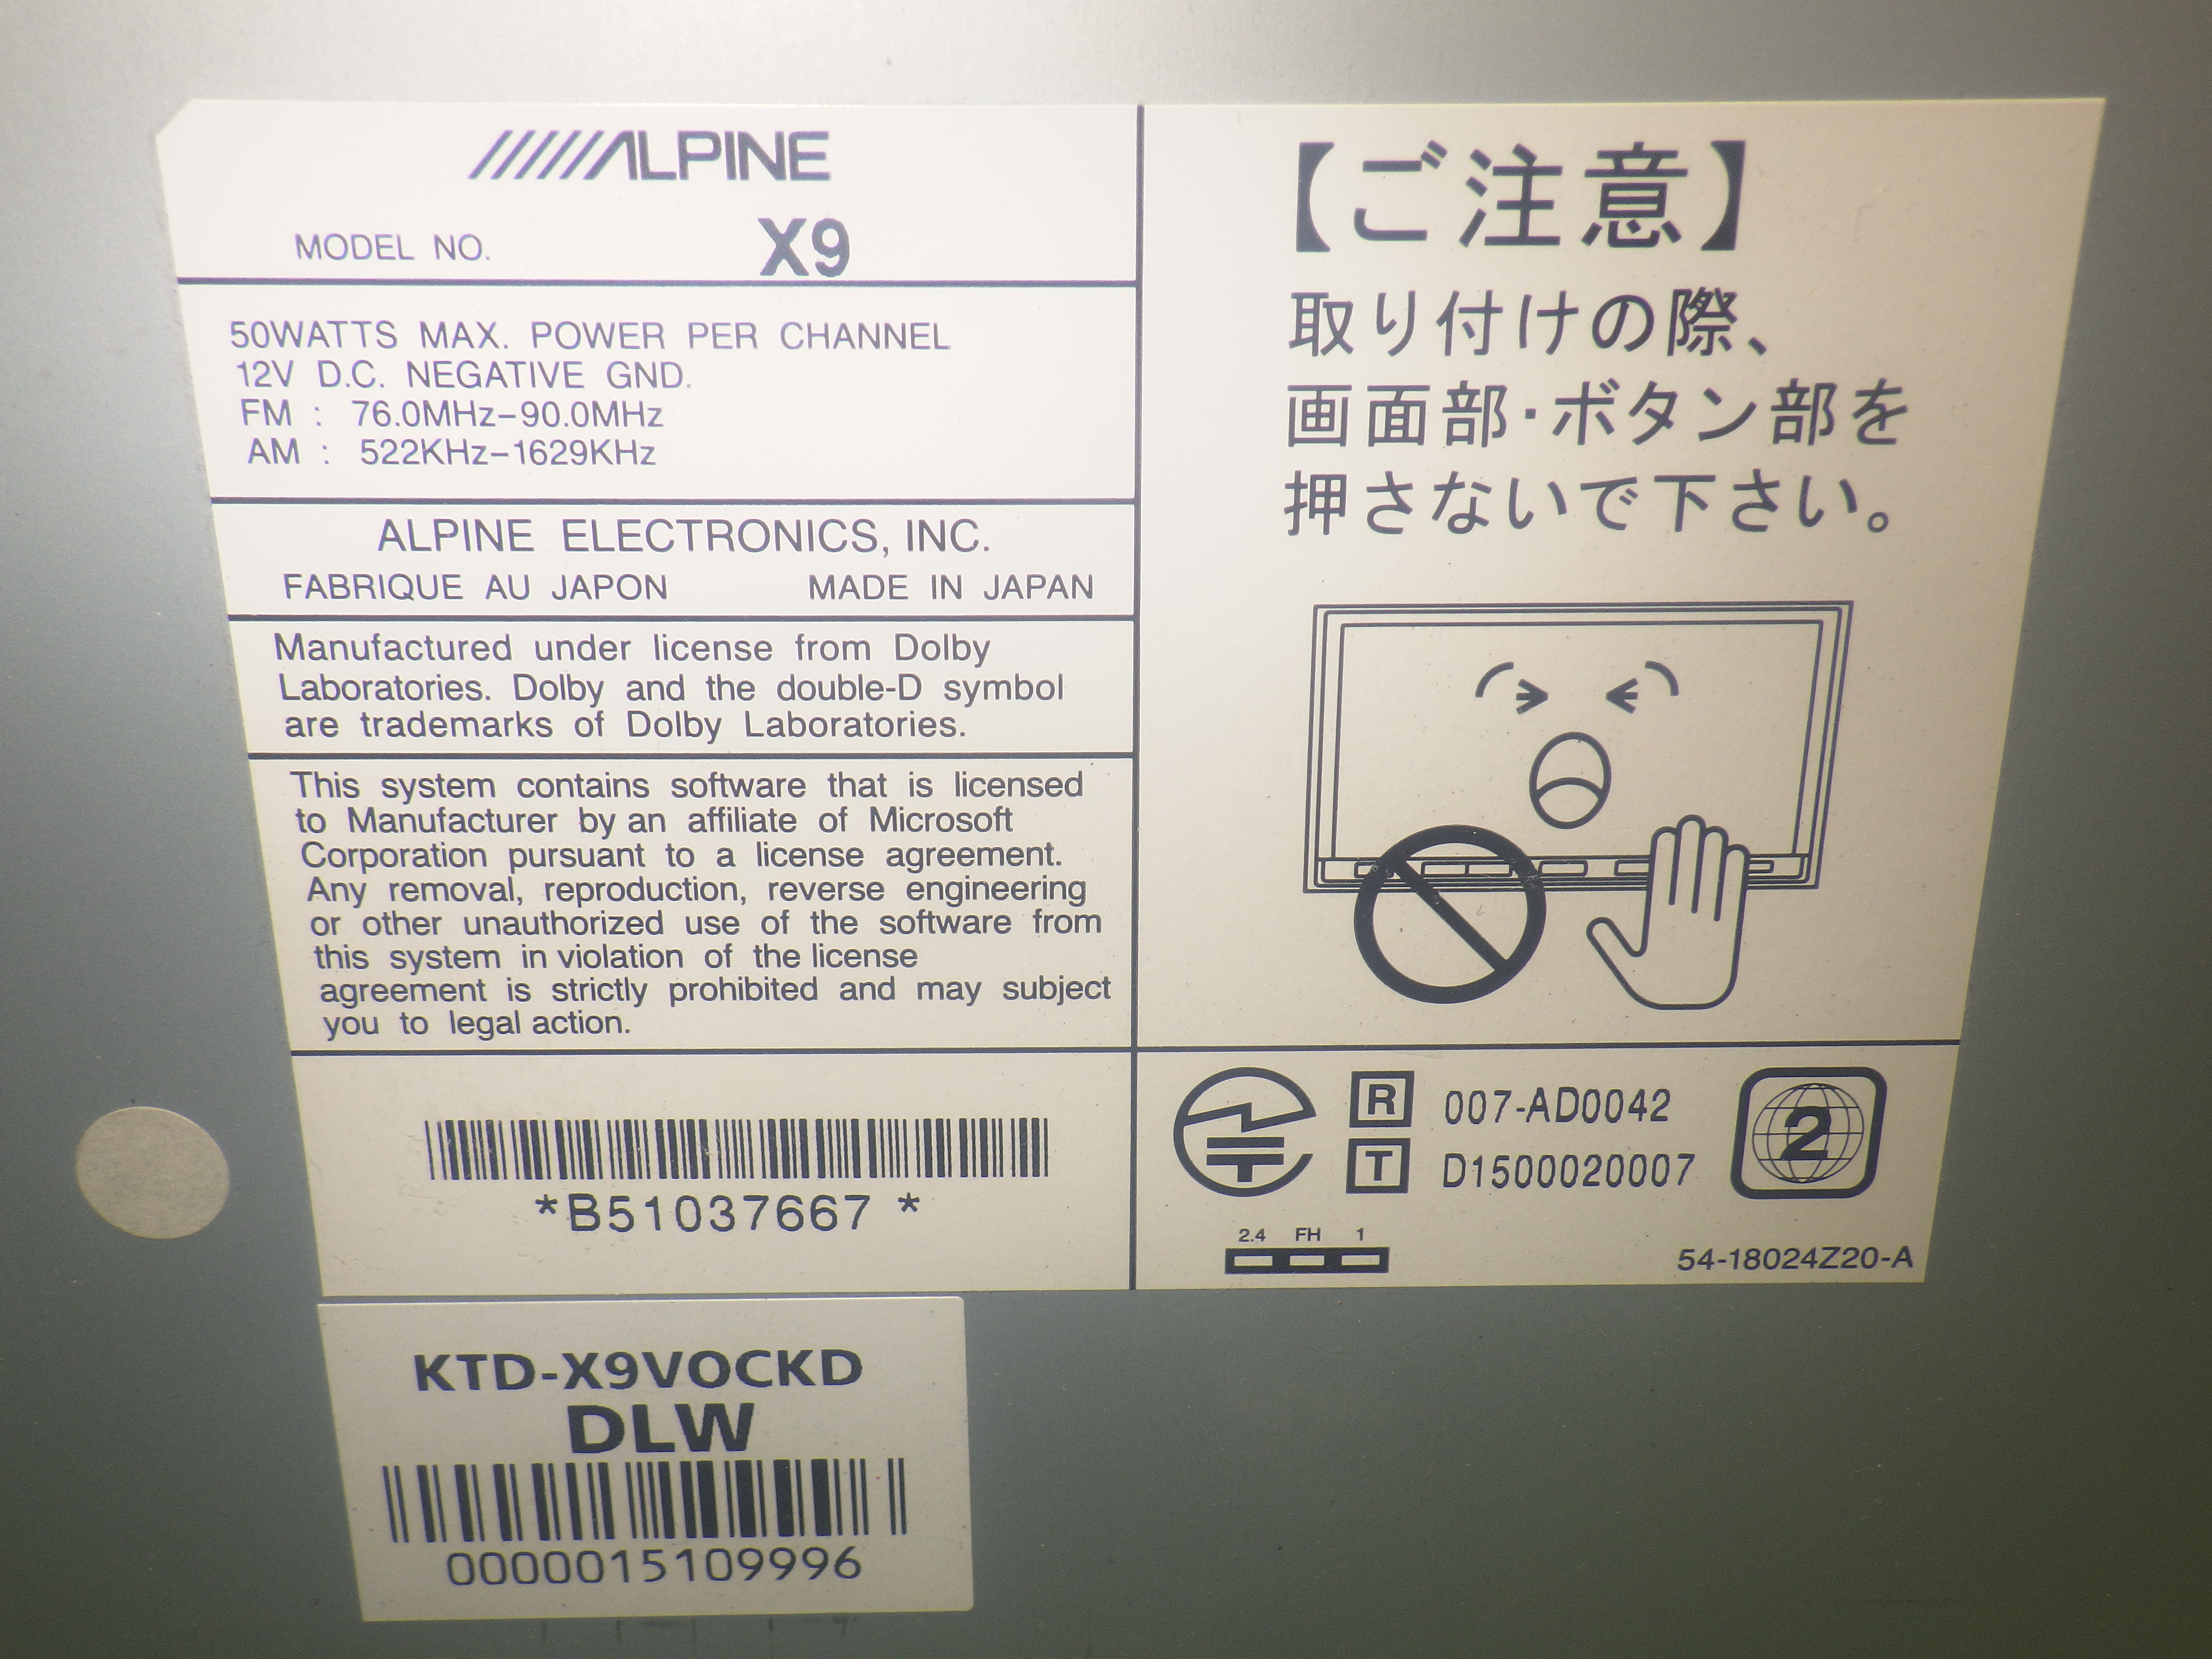 ALPINE
MODEL NO. X9
50WATTS MAX. POWER PER CHANNEL
12V D.C. NEGATIVE GND.
FM : 76.0MHz-90.0MHz
AM : 522KHz-1629KHz
ALPINE ELECTRONICS, INC.
FABRIQUE AU JAPON MADE IN JAPAN
Manufactured under license from Dolby
Laboratories. Dolby and the double-D symbol
are trademarks of Dolby Laboratories.
This system contains software that is licensed
to Manufacturer by an affiliate of Microsoft
Corporation pursuant to a license agreement.
Any removal, reproduction, reverse engineering
or other unauthorized use of the software from
this system in violation of the license
agreement is strictly prohibited and may subject
you to legal action.
*B51037667 *
【ご注意】
取り付けの際、
画面部·ボタン部を
押さないで下さい。
R 007-AD0042
T D1500020007
2
2.4 FH 1
54-18024Z20-A
KTD-X9VOCKD
DLW
0000015109996